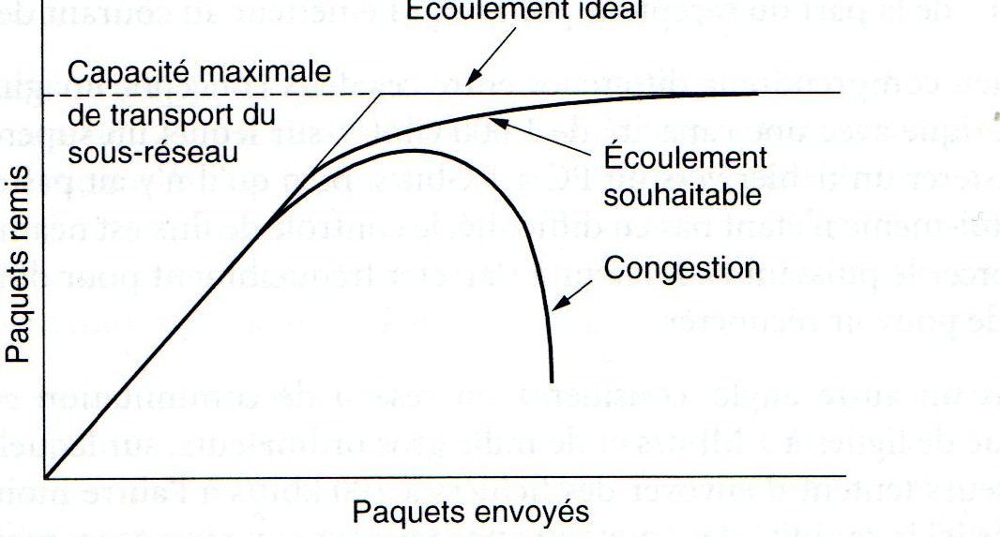 Écoulement idéal
Capacité maximale
de transport du
sous-réseau
Écoulement
souhaitable
Congestion
Paquets remis
Paquets envoyés